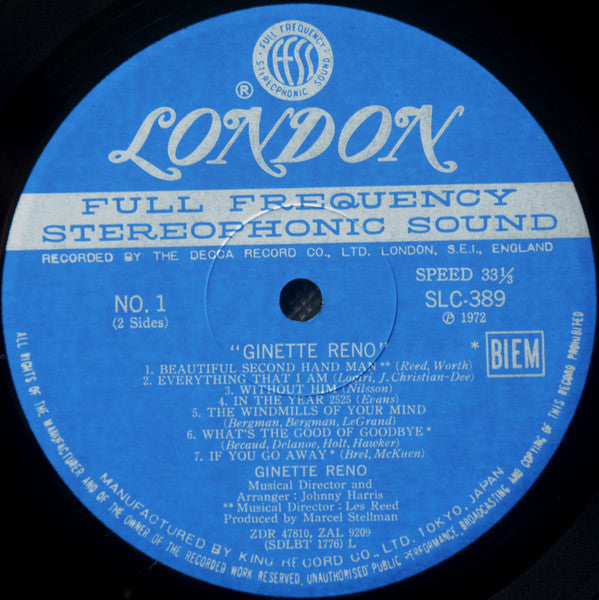 FULL FREQUENCY
ffss
STEREOPHONIC SOUND
®
LONDON
FULL FREQUENCY
STEREOPHONIC SOUND
RECORDED BY THE DECCA RECORD CO., LTD. LONDON, S.E.I., ENGLAND
SPEED 33⅓
NO. 1
SLC-389
(2 Sides)
℗ 1972
"GINETTE RENO"
* BIEM
1. BEAUTIFUL SECOND HAND MAN** (Reed, Worth)
2. EVERYTHING THAT I AM (Logiri, J. Christian-Dee)
3. WITHOUT HIM (Nilsson)
4. IN THE YEAR 2525 (Evans)
5. THE WINDMILLS OF YOUR MIND
(Bergman, Bergman, LeGrand)
6. WHAT'S THE GOOD OF GOODBYE*
(Becaud, Delanoe, Holt, Hawker)
7. IF YOU GO AWAY* (Brel, McKuen)
GINETTE RENO
Musical Director and
Arranger : Johnny Harris
** Musical Director : Les Reed
Produced by Marcel Stellman
ZDR 47810, ZAL 9209
(SDLBT 1776) L
MANUFACTURED BY KING RECORD CO., LTD. TOKYO, JAPAN
ALL RIGHTS OF THE MANUFACTURER AND OF THE OWNER OF THE RECORDED WORK RESERVED, UNAUTHORISED PUBLIC PERFORMANCE, BROADCASTING AND COPYING OF THIS RECORD PROHIBITED